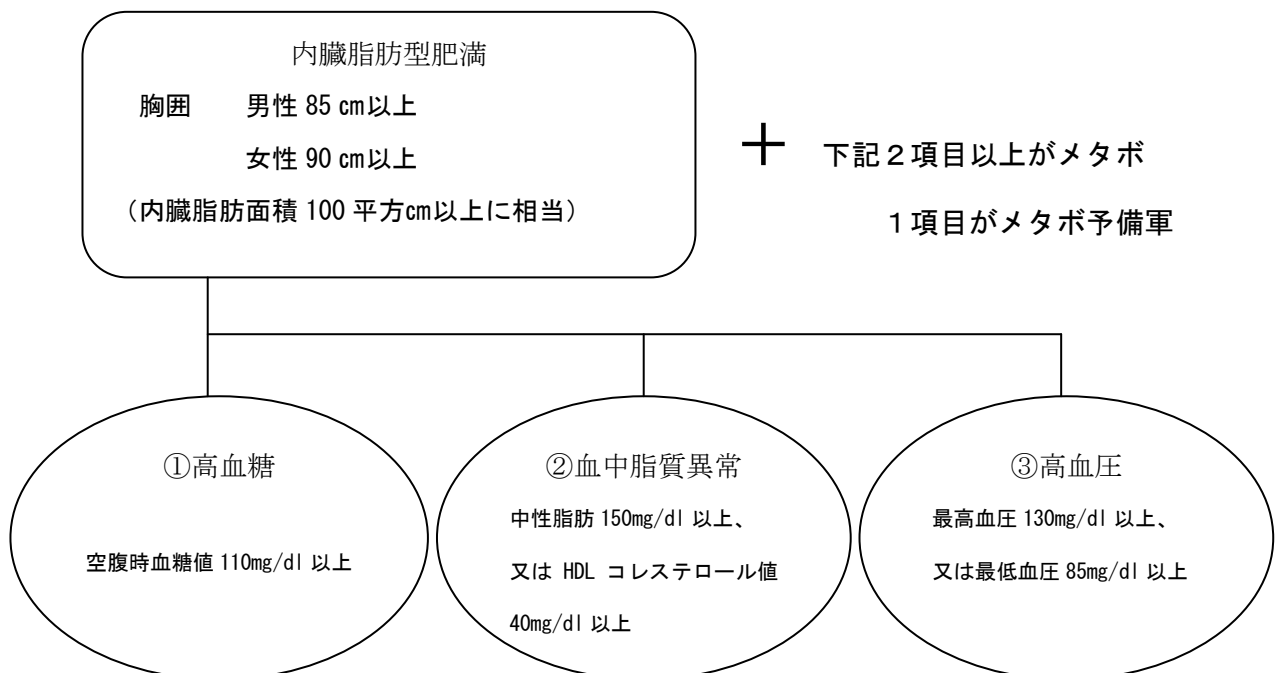 内臓脂肪型肥満
胸囲 男性 85 ㎝以上
女性 90 ㎝以上
（内臓脂肪面積 100 平方㎝以上に相当）
＋ 下記２項目以上がメタボ
１項目がメタボ予備軍
①高血糖
空腹時血糖値 110mg/dl 以上
②血中脂質異常
中性脂肪 150mg/dl 以上、
又は HDL コレステロール値
40mg/dl 以上
③高血圧
最高血圧 130mg/dl 以上、
又は最低血圧 85mg/dl 以上